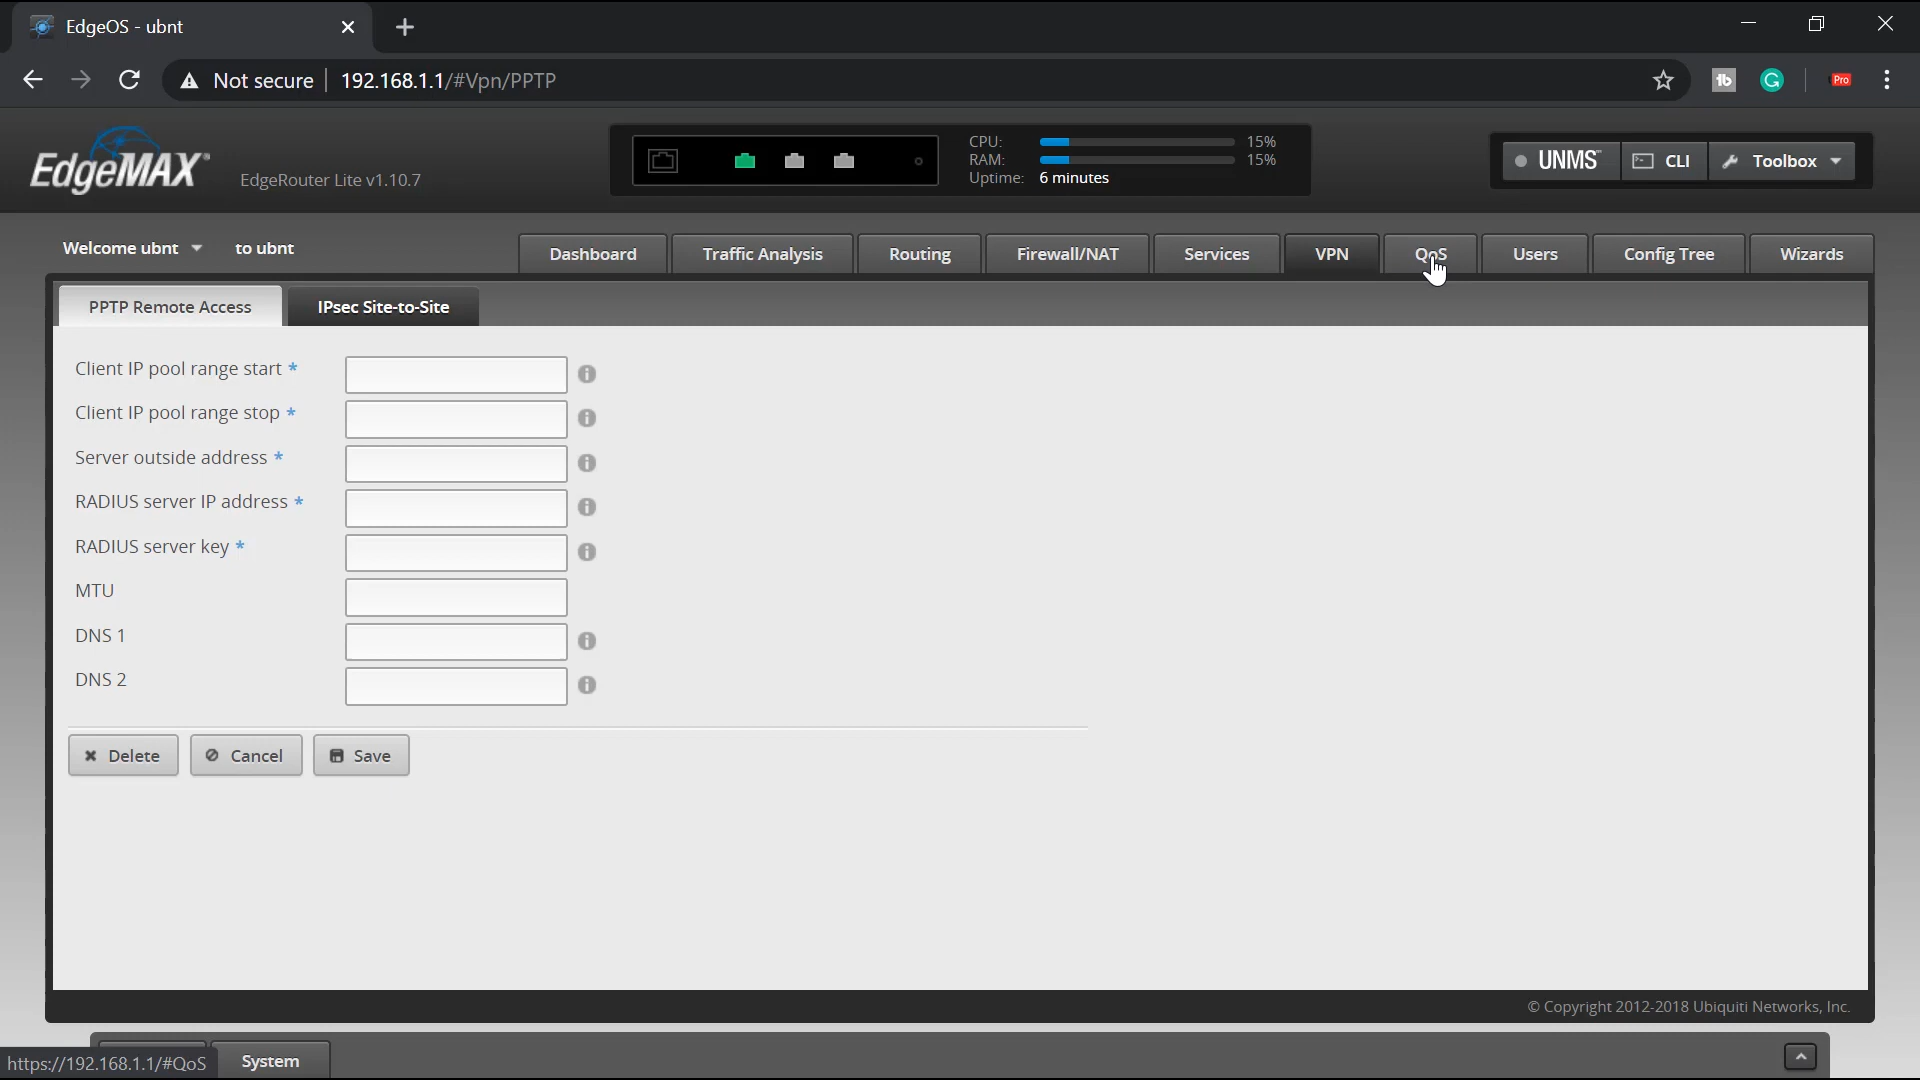 EdgeOS - ubnt
Not secure 192.168.1.1/#Vpn/PPTP
Pro
EdgeMAX
EdgeRouter Lite v1.10.7
CPU: 15%
RAM: 15%
Uptime: 6 minutes
UNMS™ CLI Toolbox
Welcome ubnt to ubnt
Dashboard Traffic Analysis Routing Firewall/NAT Services VPN QoS Users Config Tree Wizards
PPTP Remote Access IPsec Site-to-Site
Client IP pool range start *
Client IP pool range stop *
Server outside address *
RADIUS server IP address *
RADIUS server key *
MTU
DNS 1
DNS 2
Delete Cancel Save
© Copyright 2012-2018 Ubiquiti Networks, Inc.
https://192.168.1.1/#QoS System